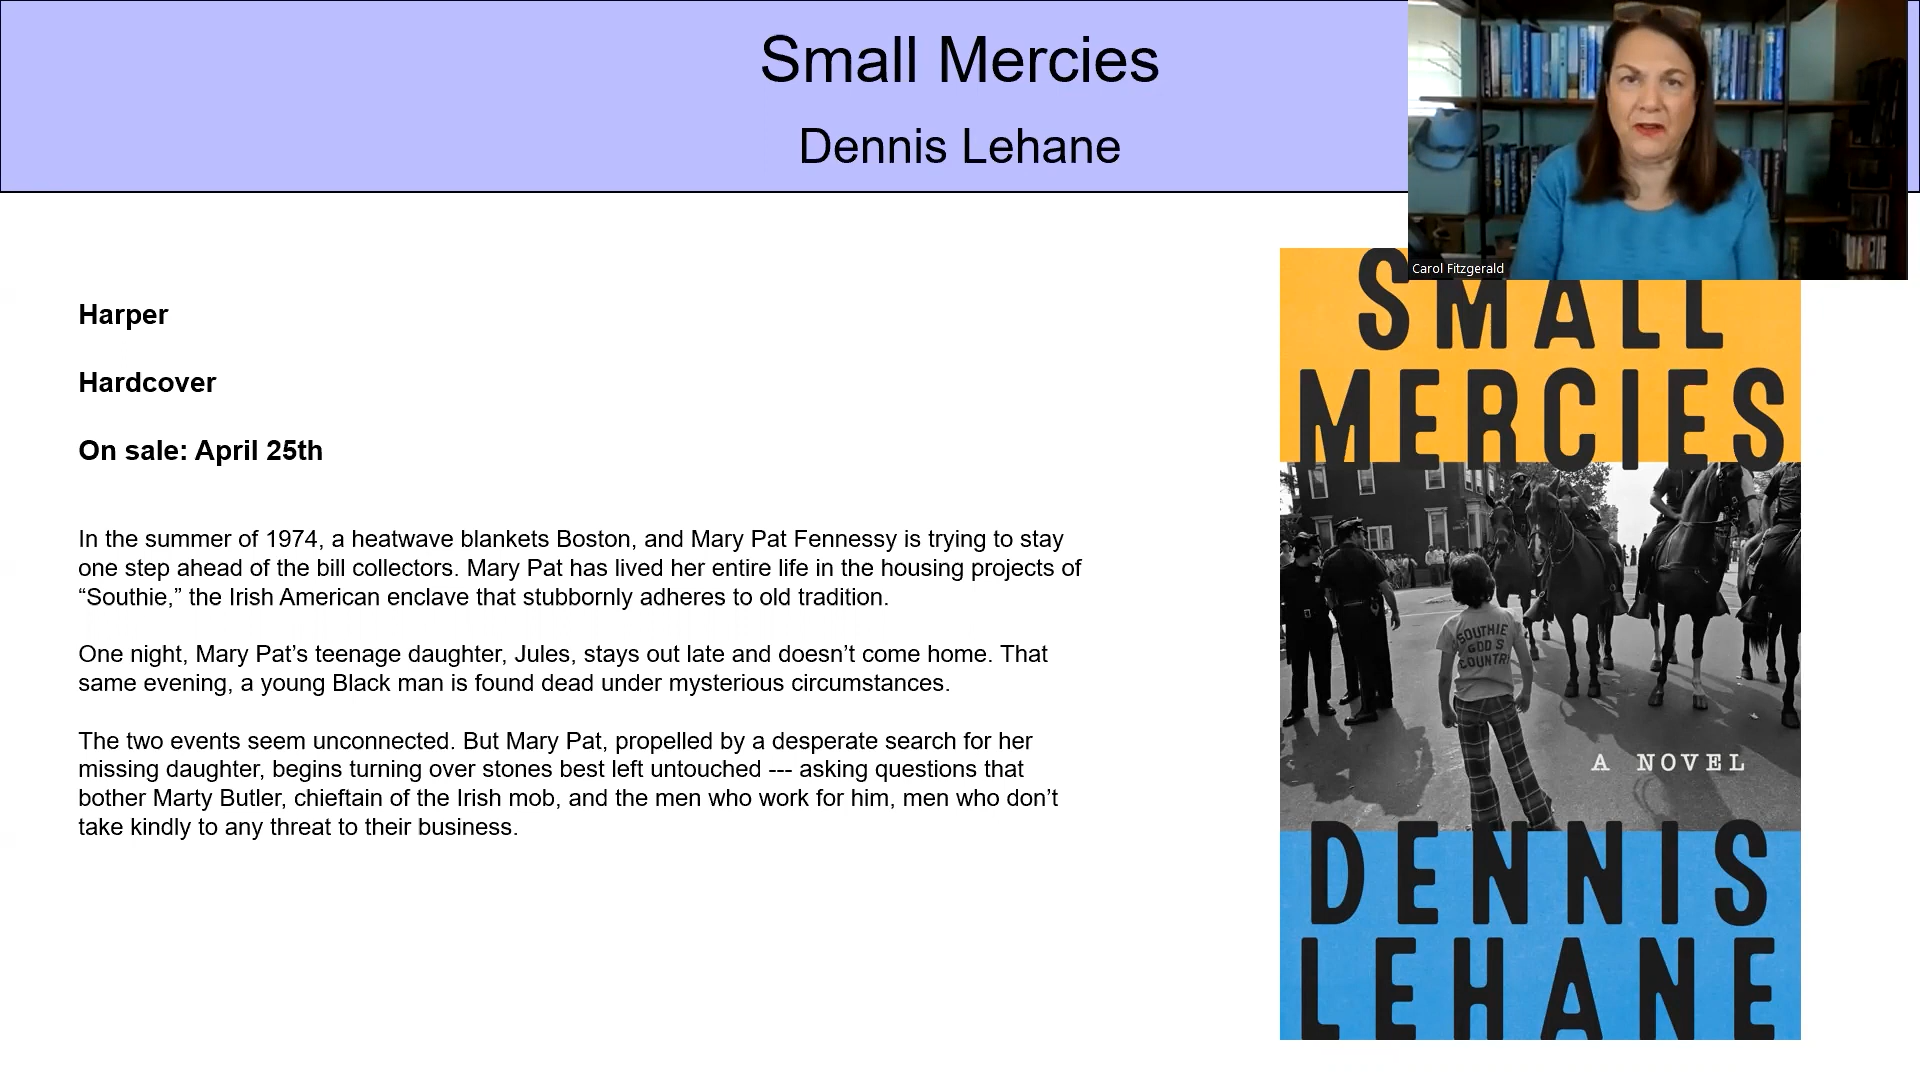 Small Mercies
Dennis Lehane
Carol Fitzgerald
Harper
Hardcover
On sale: April 25th
In the summer of 1974, a heatwave blankets Boston, and Mary Pat Fennessy is trying to stay
one step ahead of the bill collectors. Mary Pat has lived her entire life in the housing projects of
“Southie,” the Irish American enclave that stubbornly adheres to old tradition.
One night, Mary Pat’s teenage daughter, Jules, stays out late and doesn’t come home. That
same evening, a young Black man is found dead under mysterious circumstances.
The two events seem unconnected. But Mary Pat, propelled by a desperate search for her
missing daughter, begins turning over stones best left untouched --- asking questions that
bother Marty Butler, chieftain of the Irish mob, and the men who work for him, men who don’t
take kindly to any threat to their business.
SMALL
MERCIES
SOUTHIE
GOD'S
COUNTRY
A NOVEL
DENNIS
LEHANE